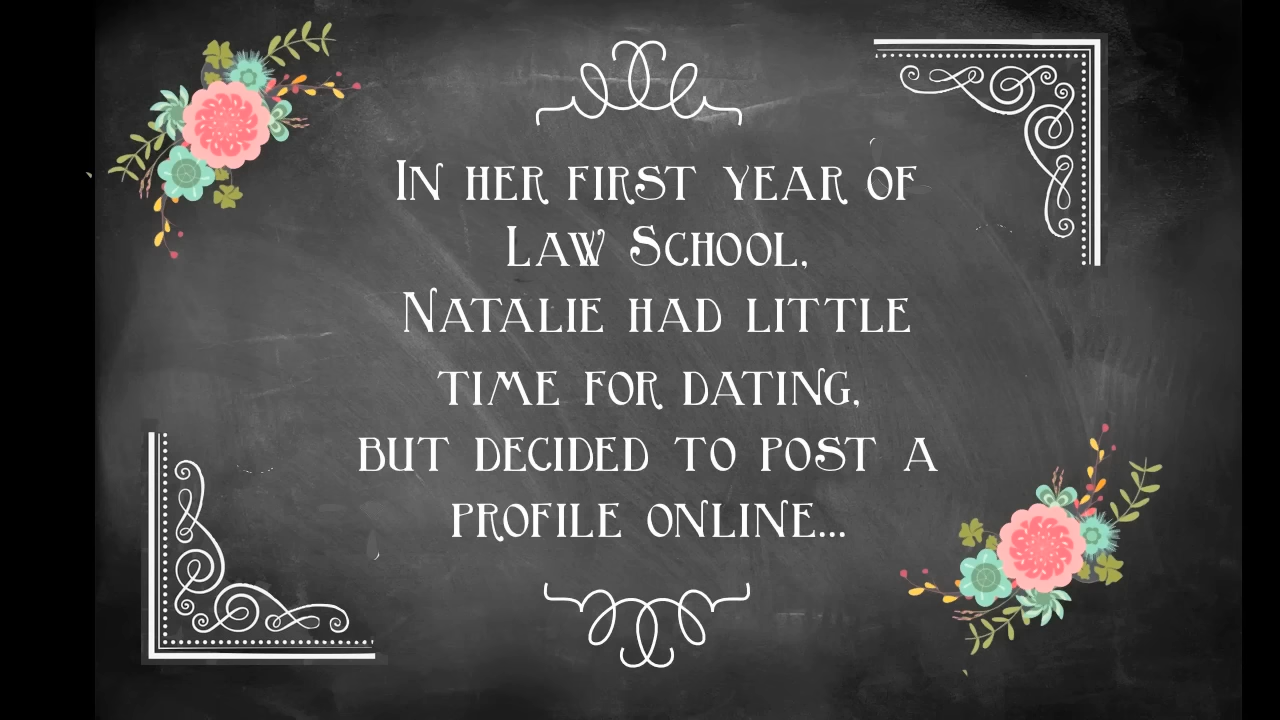 In her first year of
Law School,
Natalie had little
time for dating,
but decided to post a
profile online...